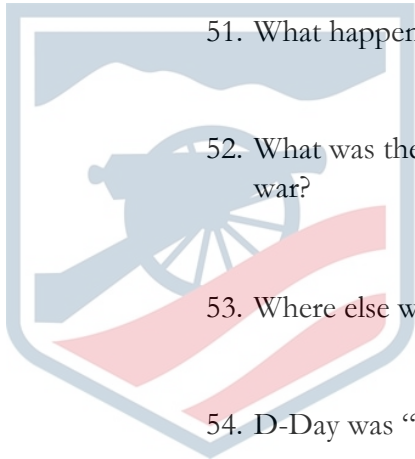 51. What happen
52. What was the
war?
53. Where else w
54. D-Day was “